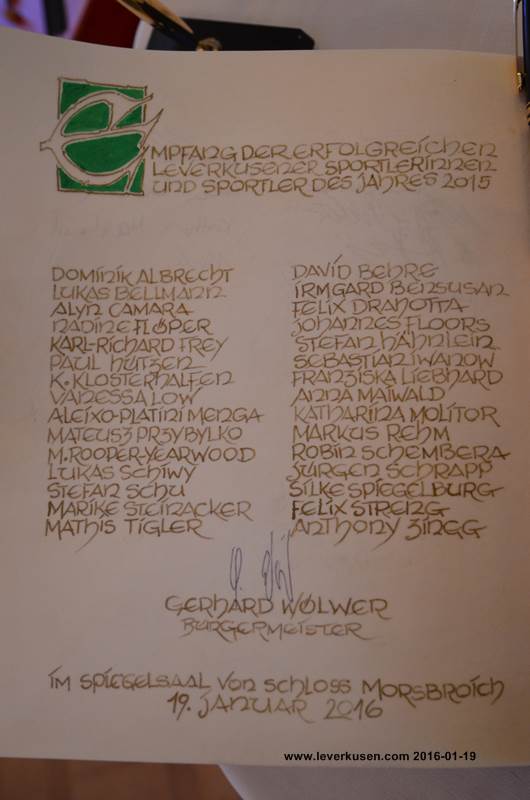 EMPFANG DER ERFOLGREICHEN
LEVERKUSENER SPORTLERINNEN
UND SPORTLER DES JAHRES 2015
DOMINIK ALBRECHT
LUKAS BELLMANN
ALYN CAMARA
NADINE FLÖPER
KARL-RICHARD FREY
PAUL HÜTZEN
K. KLOSTERHALFEN
VANESSA LOW
ALEIXO-PLATINI MENGA
MATEUSZ PRZYBYLKO
M. ROOPER-YEARWOOD
LUKAS SCHIWY
STEFAN SCHU
MARIKE STEINACKER
MATHIS TIGLER
DAVID BEHRE
IRMGARD BENSUSAN
FELIX DRAHOTTA
JOHANNES FLOORS
STEFAN HÄHNLEIN
SEBASTIAN IWANOW
FRANZISKA LIEBHARD
ANNA MAIWALD
KATHARINA MOLITOR
MARKUS REHM
ROBIN SCHEMBERA
JÜRGEN SCHRAPP
SILKE SPIEGELBURG
FELIX STRENG
ANTHONY ZINGG
GERHARD WÖLWER
BÜRGERMEISTER
IM SPIEGELSAAL VON SCHLOSS MORSBROICH
19. JANUAR 2016
www.leverkusen.com 2016-01-19